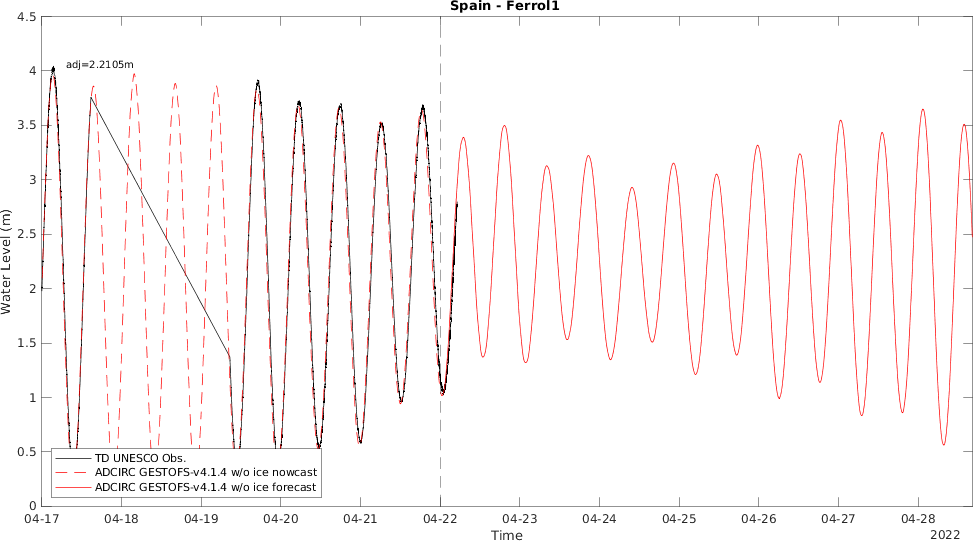 Spain - Ferrol1
4.5
4
3.5
3
2.5
2
1.5
1
0.5
0
Water Level (m)
adj=2.2105m
TD UNESCO Obs.
ADCIRC GESTOFS-v4.1.4 w/o ice nowcast
ADCIRC GESTOFS-v4.1.4 w/o ice forecast
04-17 04-18 04-19 04-20 04-21 04-22 04-23 04-24 04-25 04-26 04-27 04-28
Time
2022